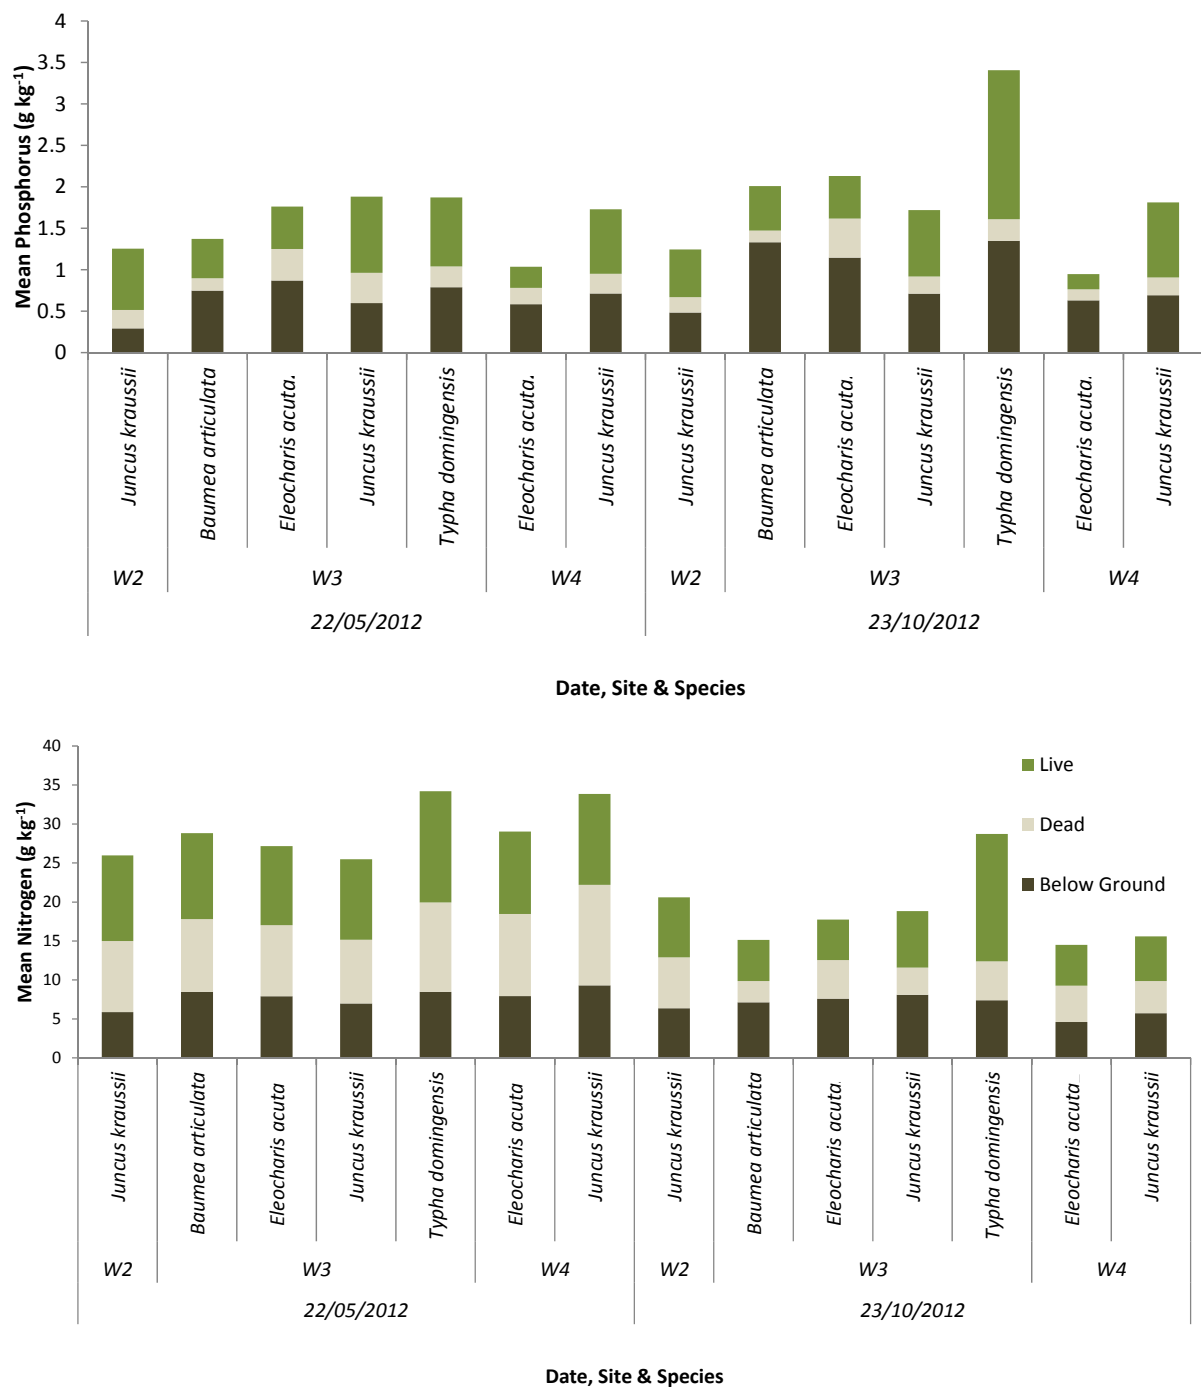 Mean Phosphorus (g kg-1)
4
3.5
3
2.5
2
1.5
1
0.5
0
Juncus kraussii
Baumea articulata
Eleocharis acuta.
Juncus kraussii
Typha domingensis
Eleocharis acuta.
Juncus kraussii
Juncus kraussii
Baumea articulata
Eleocharis acuta.
Juncus kraussii
Typha domingensis
Eleocharis acuta.
Juncus kraussii
W2 W3 W4 W2 W3 W4
22/05/2012 23/10/2012
Date, Site & Species
Mean Nitrogen (g kg-1)
40
35
30
25
20
15
10
5
0
Live
Dead
Below Ground
Juncus kraussii
Baumea articulata
Eleocharis acuta
Juncus kraussii
Typha domingensis
Eleocharis acuta
Juncus kraussii
Juncus kraussii
Baumea articulata
Eleocharis acuta
Juncus kraussii
Typha domingensis
Eleocharis acuta
Juncus kraussii
W2 W3 W4 W2 W3 W4
22/05/2012 23/10/2012
Date, Site & Species